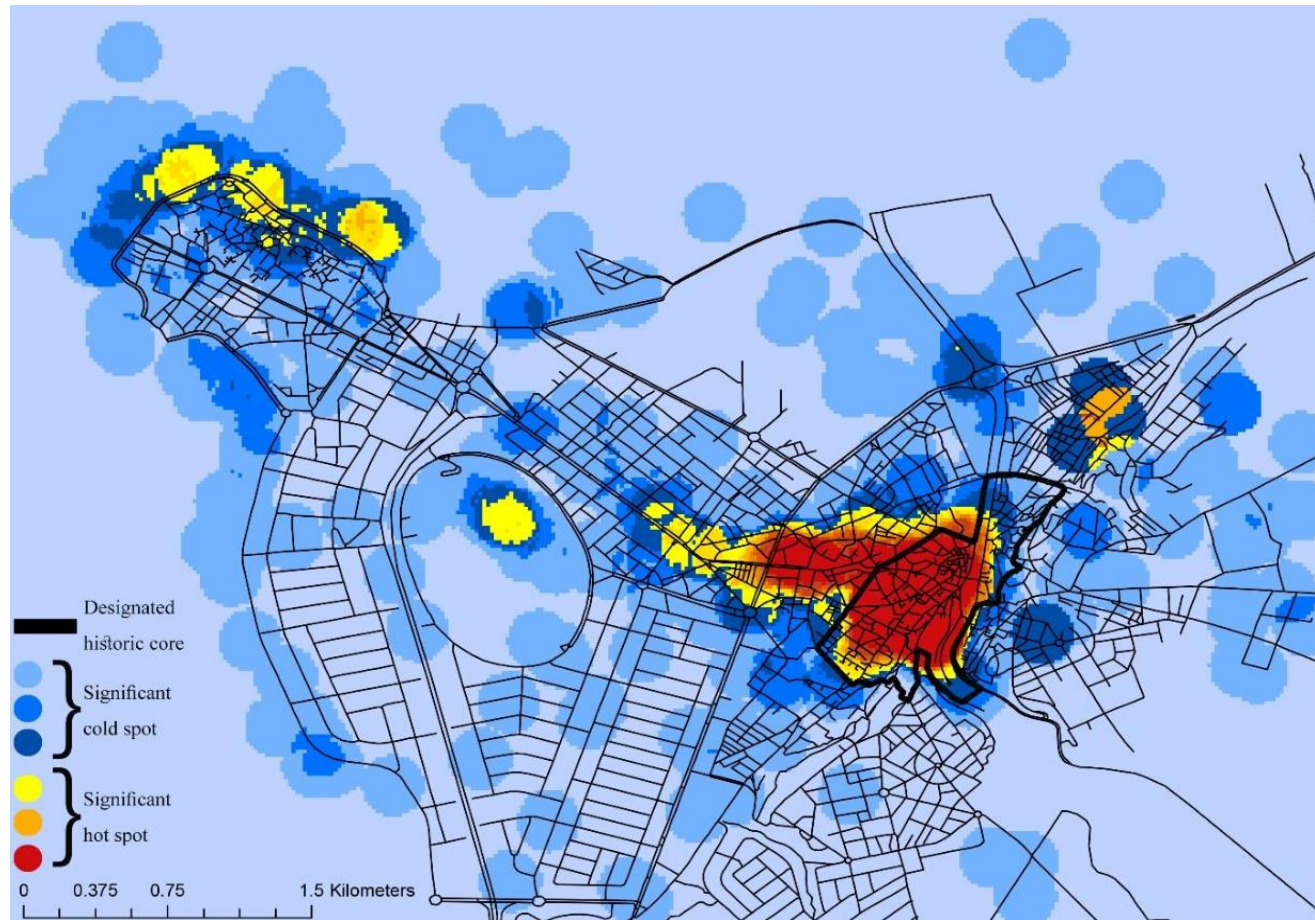 Designated
historic core
Significant
cold spot
Significant
hot spot
0 0.375 0.75 1.5 Kilometers